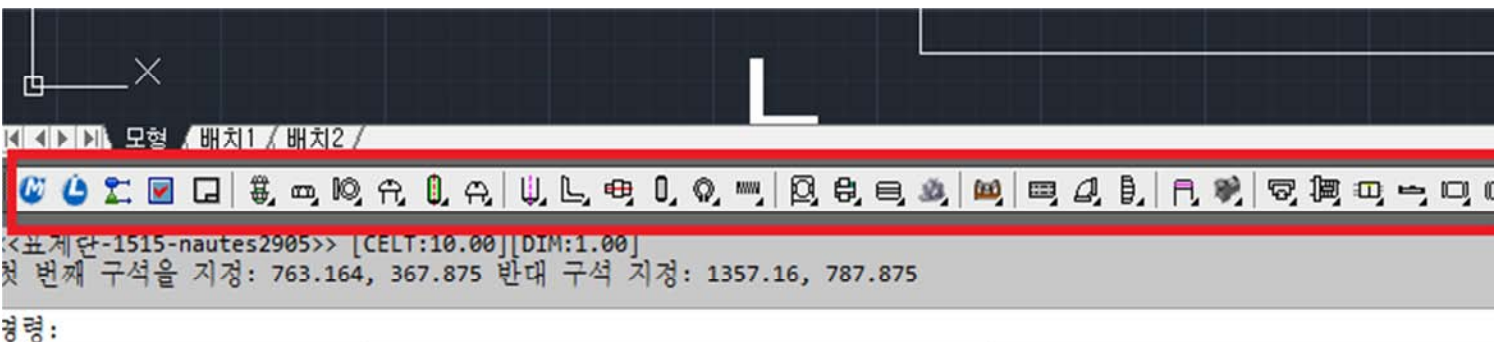 모형 / 배치1 / 배치2 /
<<표제란-1515-nautes2905>> [CELT:10.00][DIM:1.00]
첫 번째 구석을 지정: 763.164, 367.875 반대 구석 지정: 1357.16, 787.875
명령: